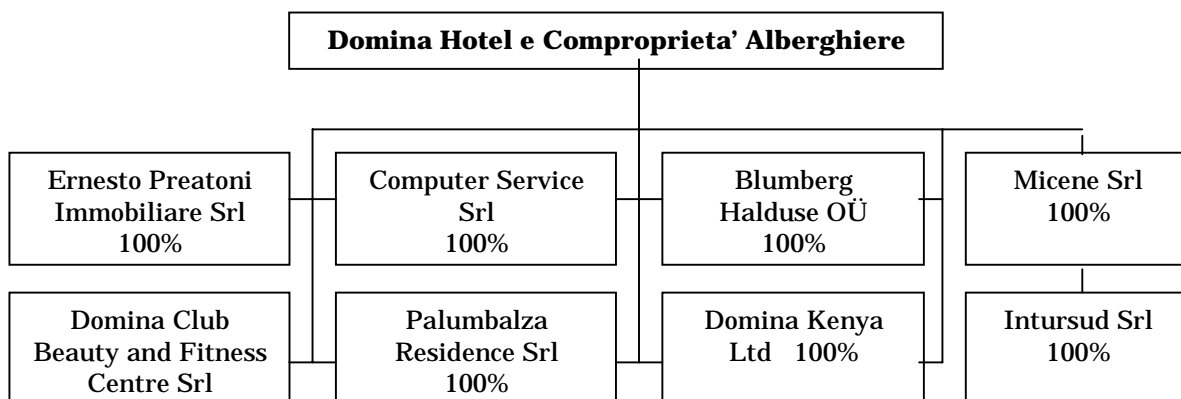 Domina Hotel e Comproprieta’ Alberghiere
Ernesto Preatoni
Immobiliare Srl
100%
Computer Service
Srl
100%
Blumberg
Halduse OÜ
100%
Micene Srl
100%
Domina Club
Beauty and Fitness
Centre Srl
Palumbalza
Residence Srl
100%
Domina Kenya
Ltd 100%
Intursud Srl
100%